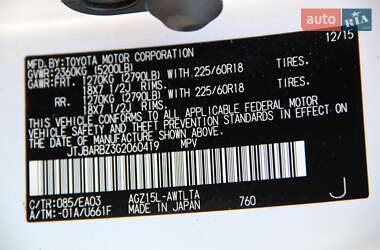 auto RIA
12/15
MFD.BY:TOYOTA MOTOR CORPORATION
GVWR:2360KG (5200LB)
GAWR:FRT. 1270KG (2790LB) WITH 225/60R18 TIRES.
18X7 1/2J RIMS
RR. 1270KG (2790LB) WITH 225/60R18 TIRES.
18X7 1/2J RIMS
THIS VEHICLE CONFORMS TO ALL APPLICABLE FEDERAL MOTOR
VEHICLE SAFETY STANDARDS IN EFFECT ON
THE DATE OF MANUFACTURE SHOWN ABOVE.
JTJBARBZ3G2060419 MPV
C/TR:085/EA03 AGZ15L-AWTLTA
A/TM:-01A/U661F MADE IN JAPAN 760
J